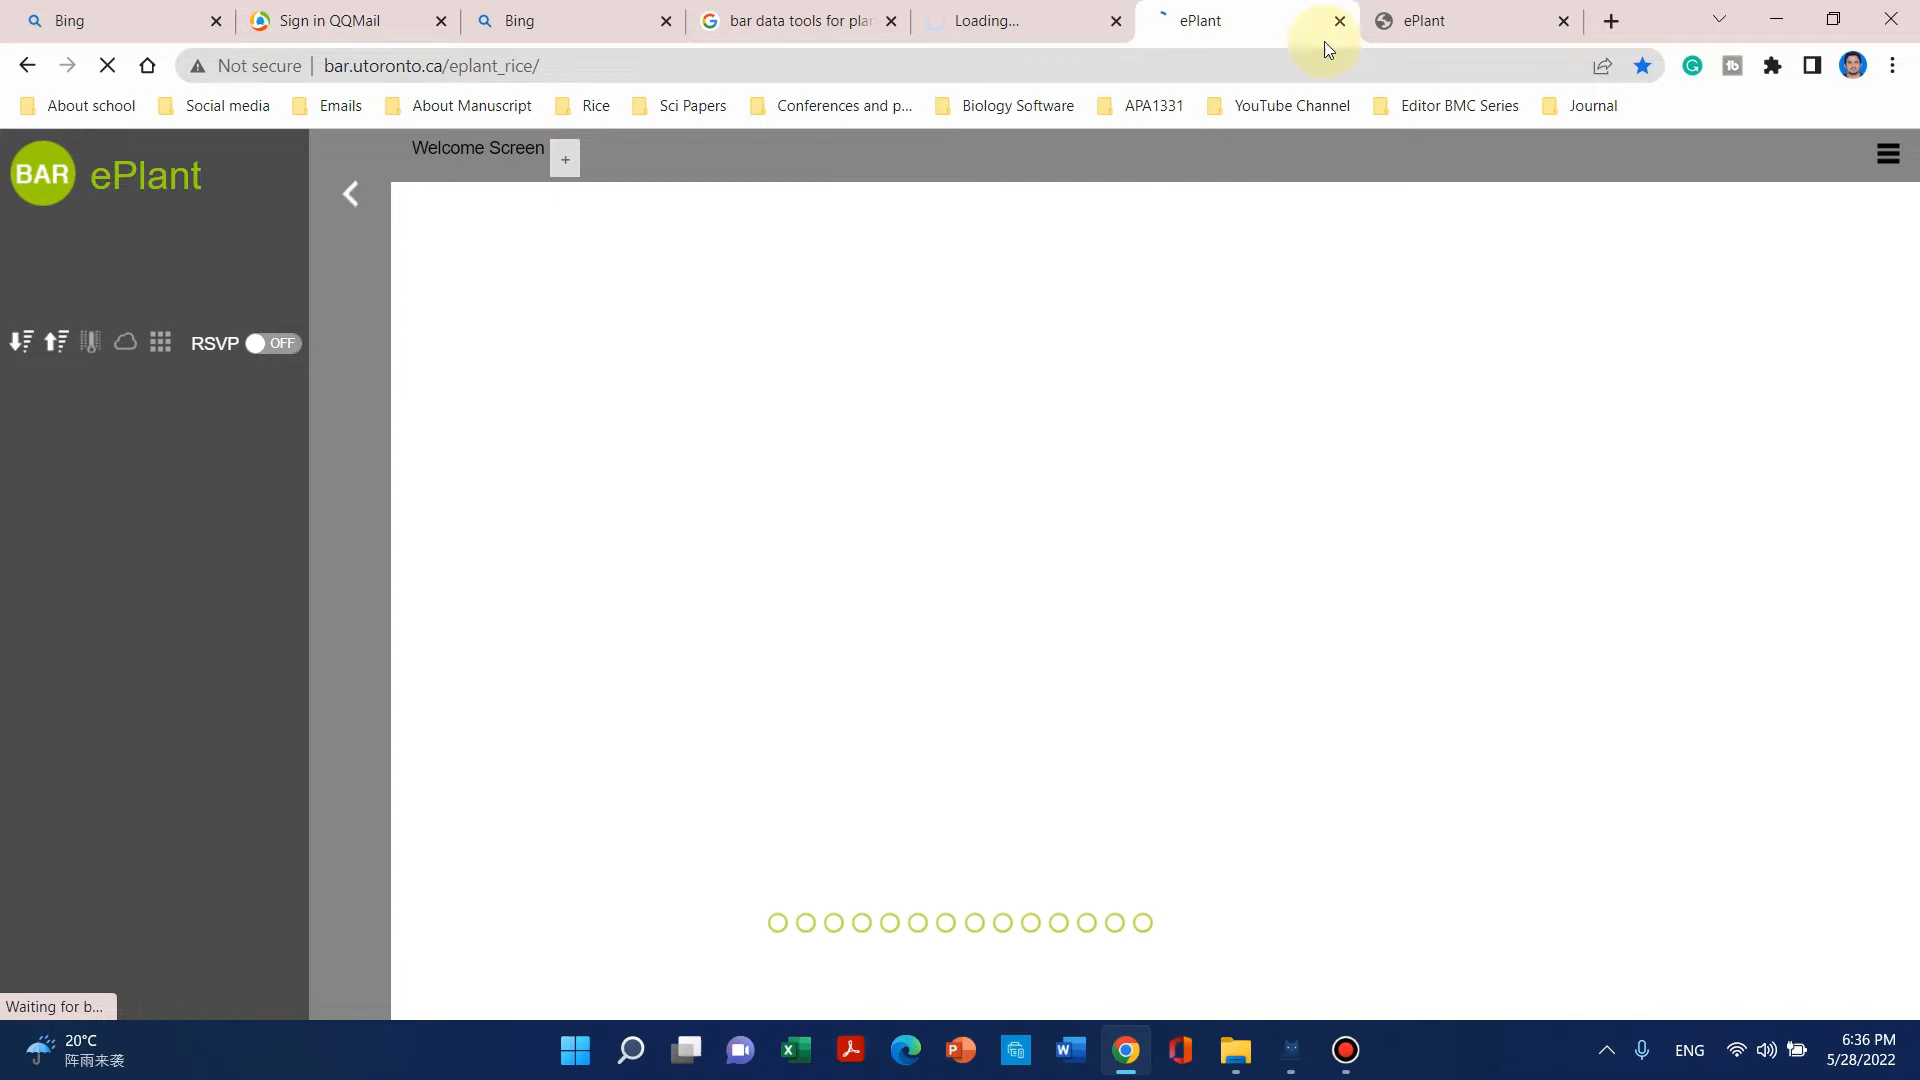 Bing
Sign in QQMail
Bing
bar data tools for plan
Loading...
ePlant
ePlant
Not secure
bar.utoronto.ca/eplant_rice/
About school
Social media
Emails
About Manuscript
Rice
Sci Papers
Conferences and p...
Biology Software
APA1331
YouTube Channel
Editor BMC Series
Journal
BAR ePlant
Welcome Screen
+
RSVP OFF
Waiting for b...
20°C
阵雨来袭
ENG
6:36 PM
5/28/2022